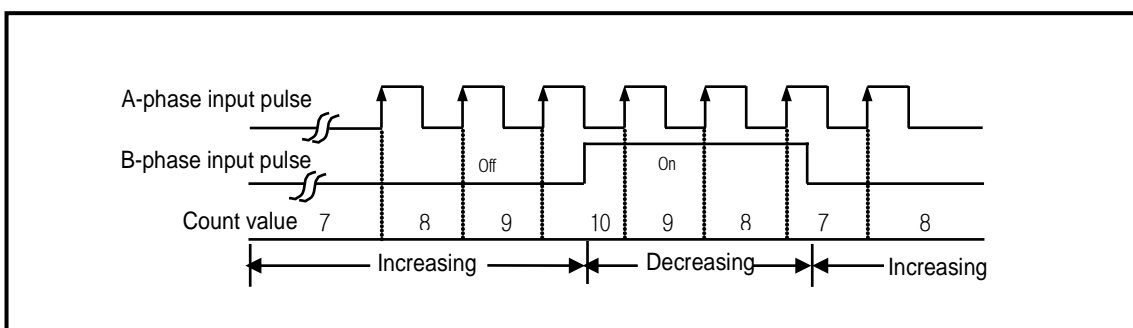 A-phase input pulse
B-phase input pulse
Off
On
Count value 7 8 9 10 9 8 7 8
Increasing Decreasing Increasing